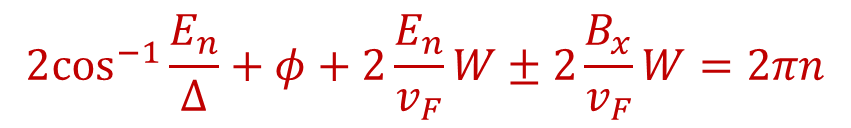 2cos⁻¹ Eₙ/Δ + ϕ + 2 Eₙ/v_F W ± 2 Bₓ/v_F W = 2πn